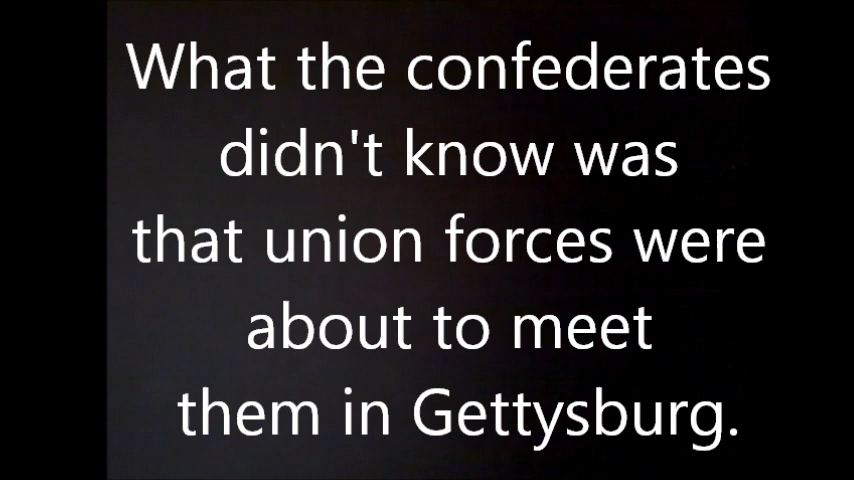 What the confederates
didn't know was
that union forces were
about to meet
them in Gettysburg.